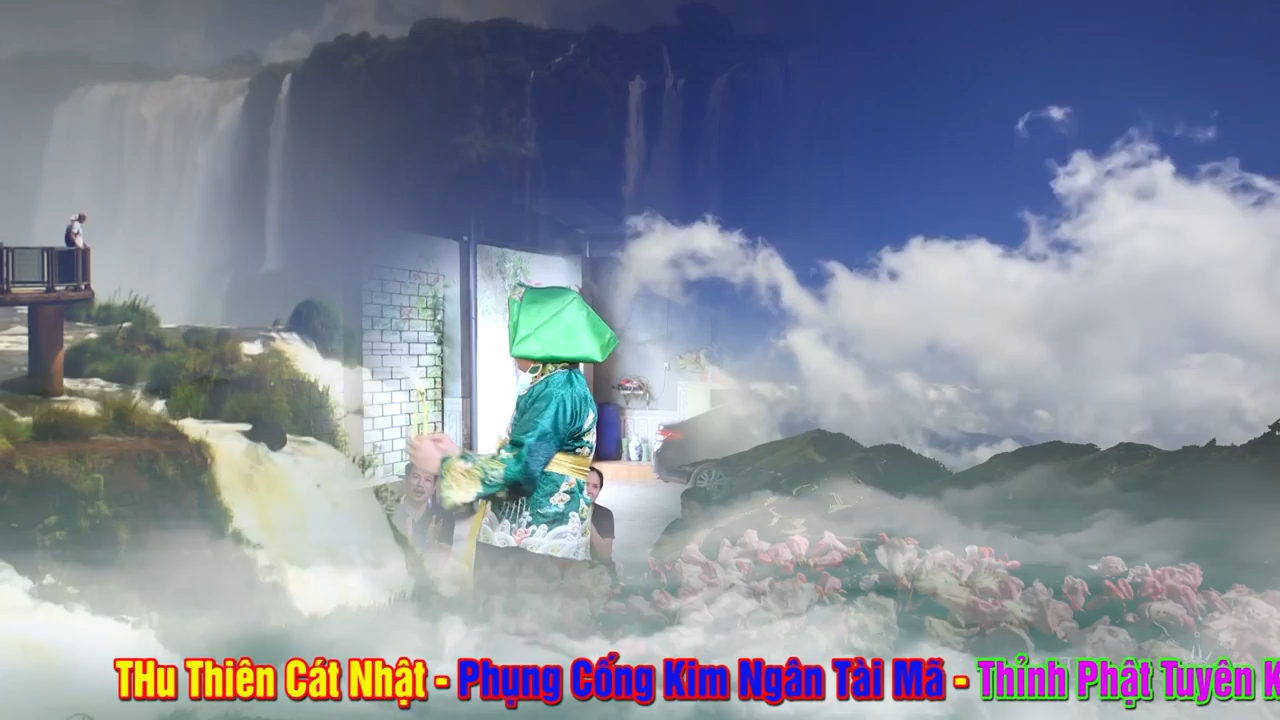 THu Thiên Cát Nhật - Phụng Cống Kim Ngân Tài Mã - Thỉnh Phật Tuyên K